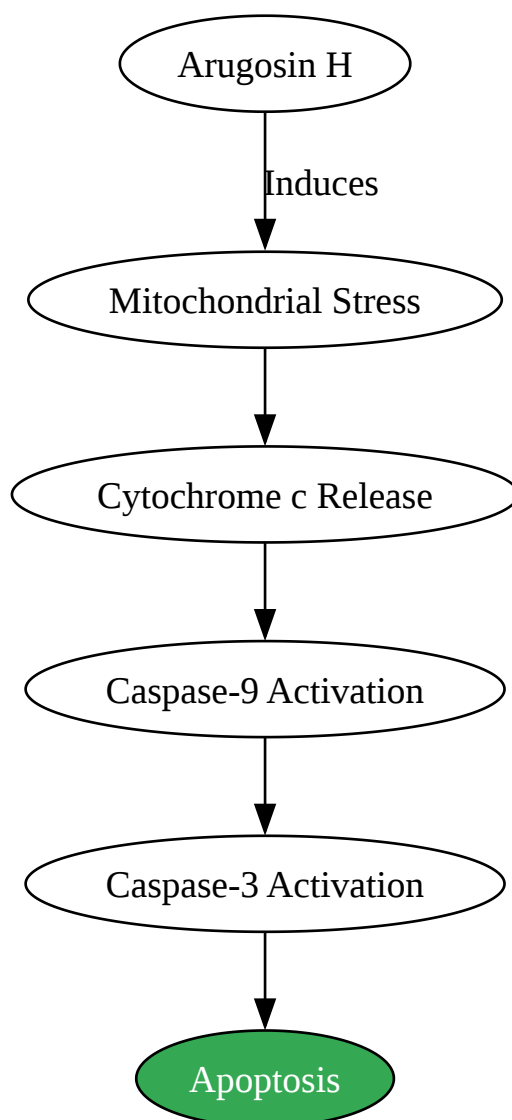 Arugosin H
Induces
Mitochondrial Stress
Cytochrome c Release
Caspase-9 Activation
Caspase-3 Activation
Apoptosis